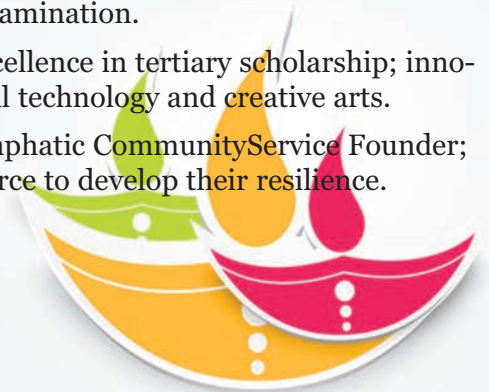 amination.
cellence in tertiary scholarship; inno-
l technology and creative arts.
phatic CommunityService Founder;
rce to develop their resilience.